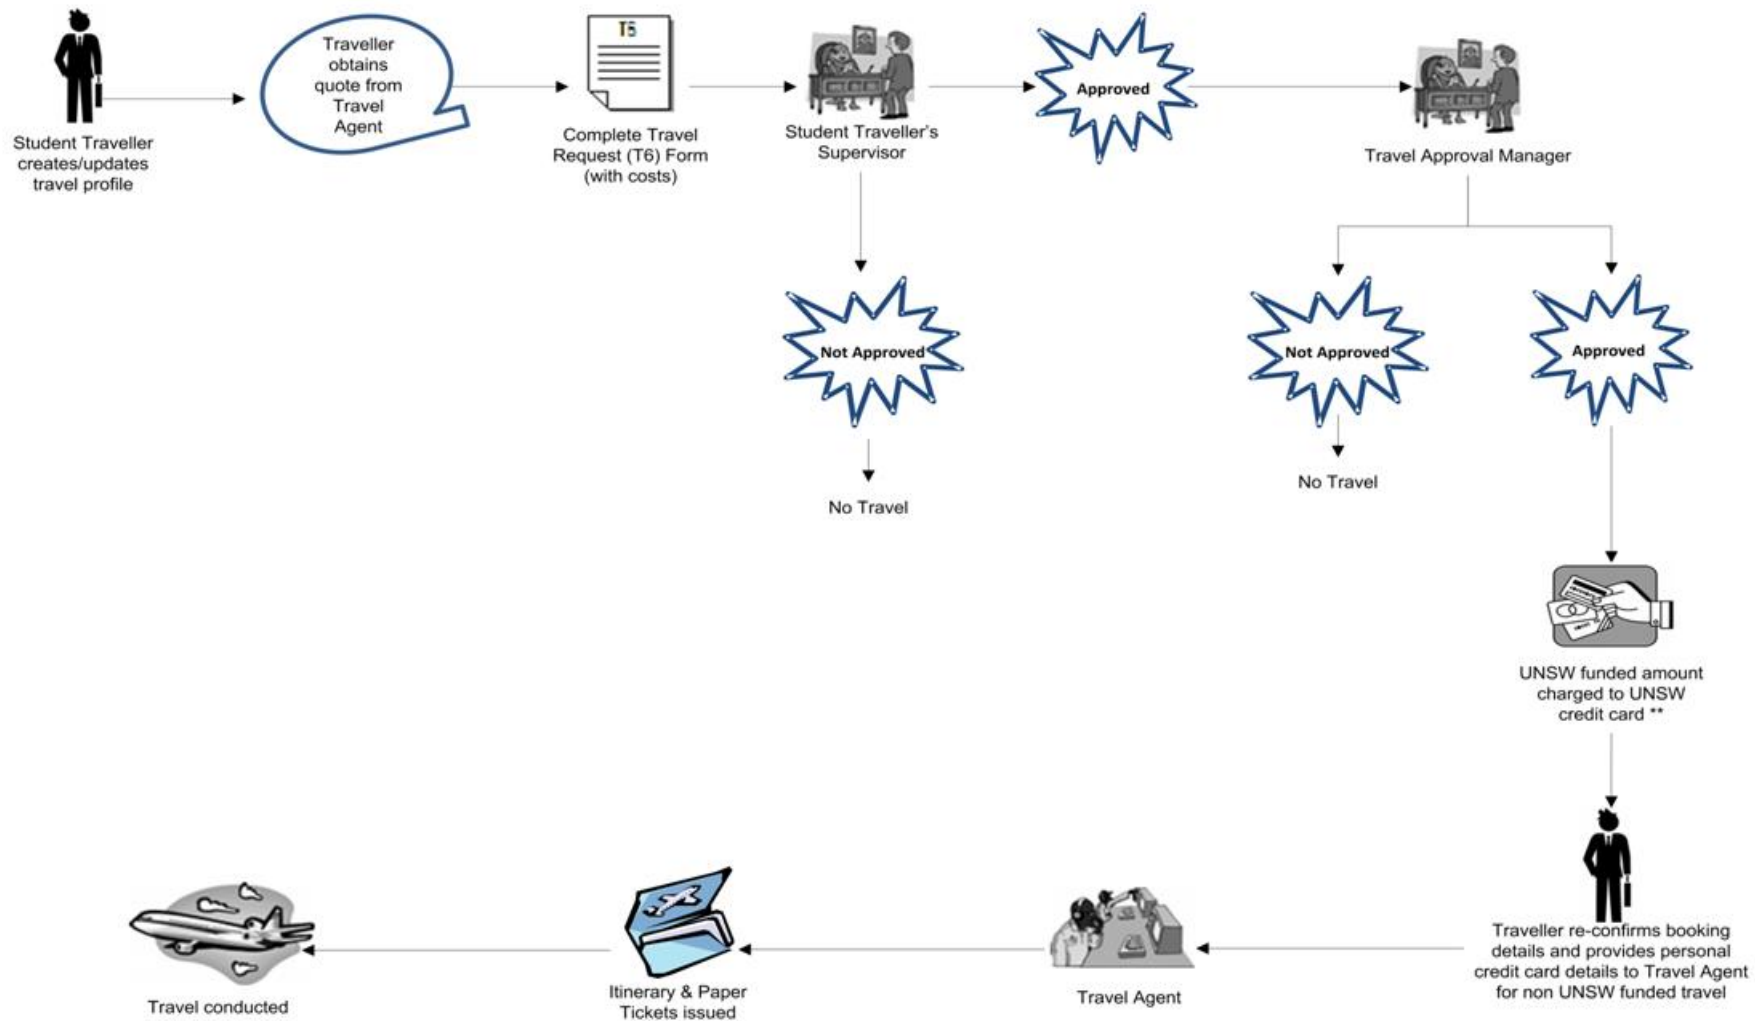 Student Traveller
creates/updates
travel profile
Traveller
obtains
quote from
Travel
Agent
T6
Complete Travel
Request (T6) Form
(with costs)
Student Traveller's
Supervisor
Approved
Travel Approval Manager
Not Approved
No Travel
Not Approved
No Travel
Approved
UNSW funded amount
charged to UNSW
credit card **
Traveller re-confirms booking
details and provides personal
credit card details to Travel Agent
for non UNSW funded travel
Travel Agent
Itinerary & Paper
Tickets issued
Travel conducted